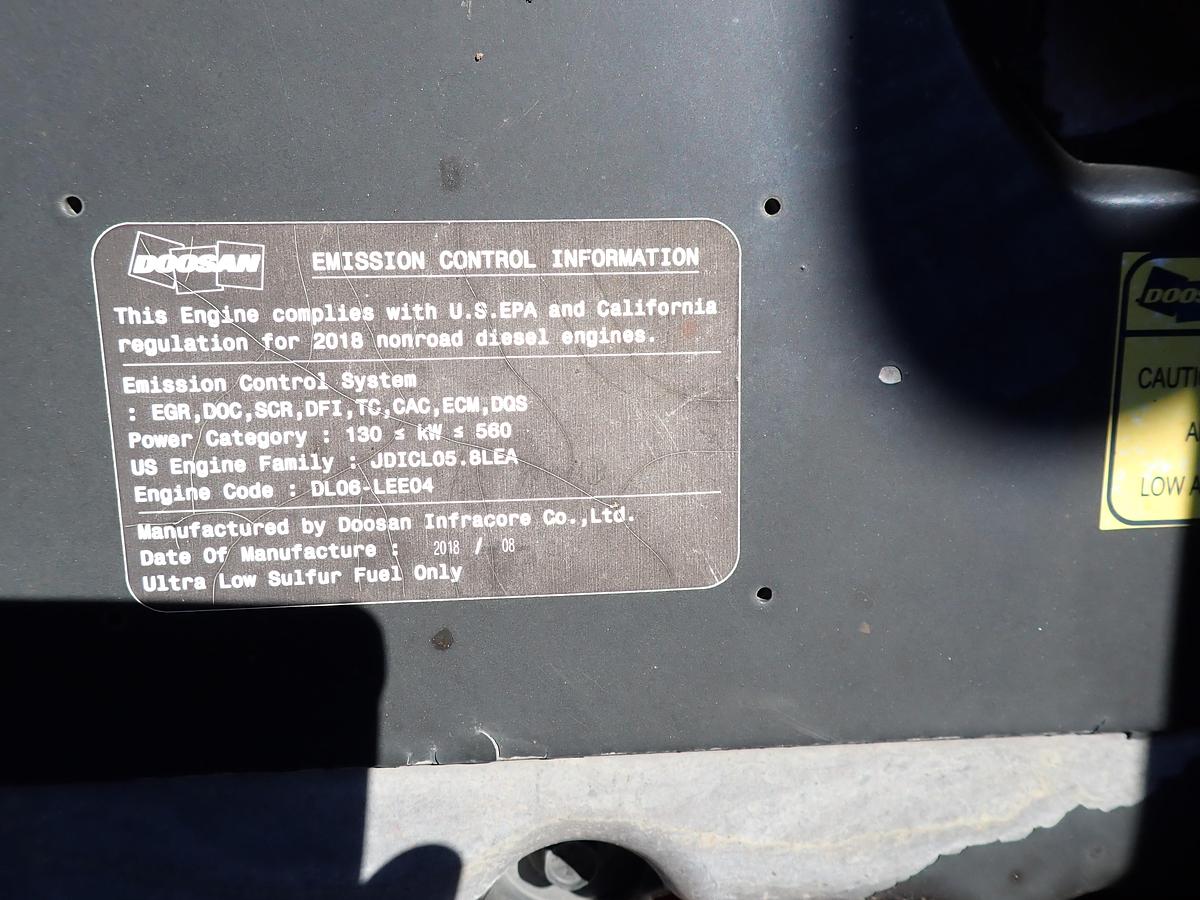 DOOSAN EMISSION CONTROL INFORMATION
This Engine complies with U.S.EPA and California
regulation for 2018 nonroad diesel engines.
Emission Control System
: EGR,DOC,SCR,DFI,TC,CAC,ECM,DQS
Power Category : 130 ≤ kW ≤ 560
US Engine Family : JDICL05.8LEA
Engine Code : DL06-LEE04
Manufactured by Doosan Infracore Co.,Ltd.
Date Of Manufacture : 2018 / 08
Ultra Low Sulfur Fuel Only
LOW